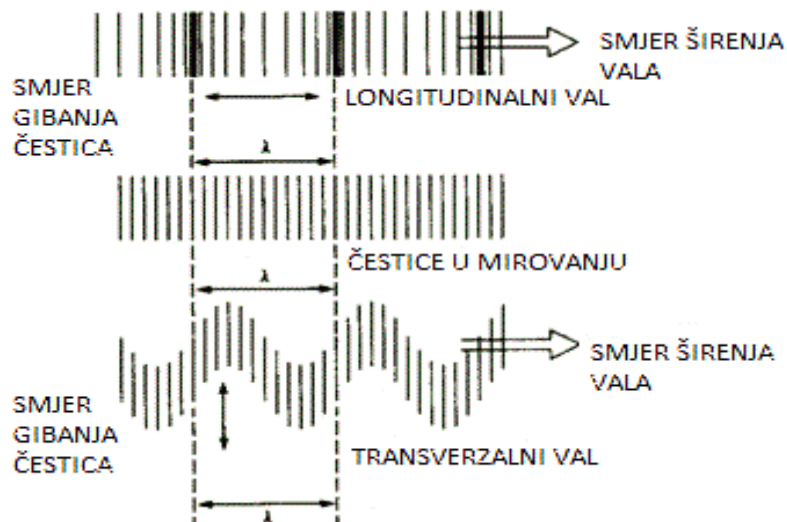 SMJER ŠIRENJA
VALA
SMJER
GIBANJA
ČESTICA
LONGITUDINALNI VAL
λ
ČESTICE U MIROVANJU
λ
SMJER ŠIRENJA
VALA
SMJER
GIBANJA
ČESTICA
TRANSVERZALNI VAL
λ